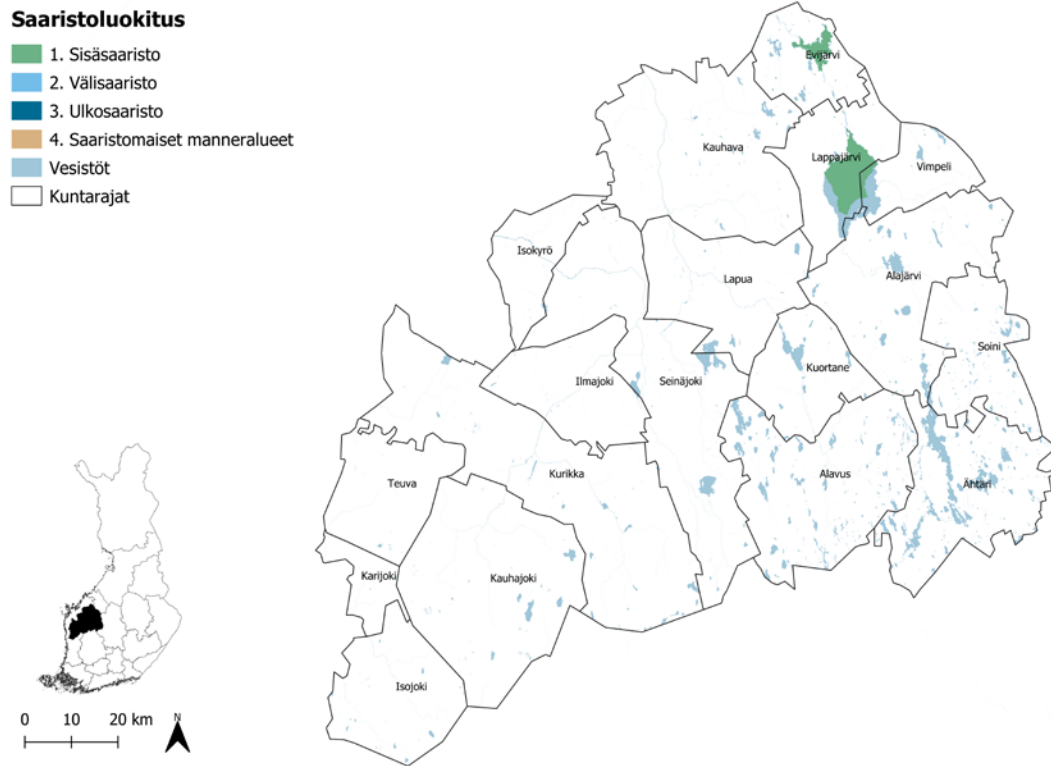 Saaristoluokitus
1. Sisäsaaristo
2. Välisaaristo
3. Ulkosaaristo
4. Saaristomaiset manneralueet
Vesistöt
Kuntarajat
Evijärvi
Kauhava
Lappajärvi
Vimpeli
Isokyrö
Lapua
Alajärvi
Soini
Ilmajoki
Seinäjoki
Kuortane
Teuva
Kurikka
Alavus
Ähtäri
Karijoki
Kauhajoki
Isojoki
0 10 20 km
N